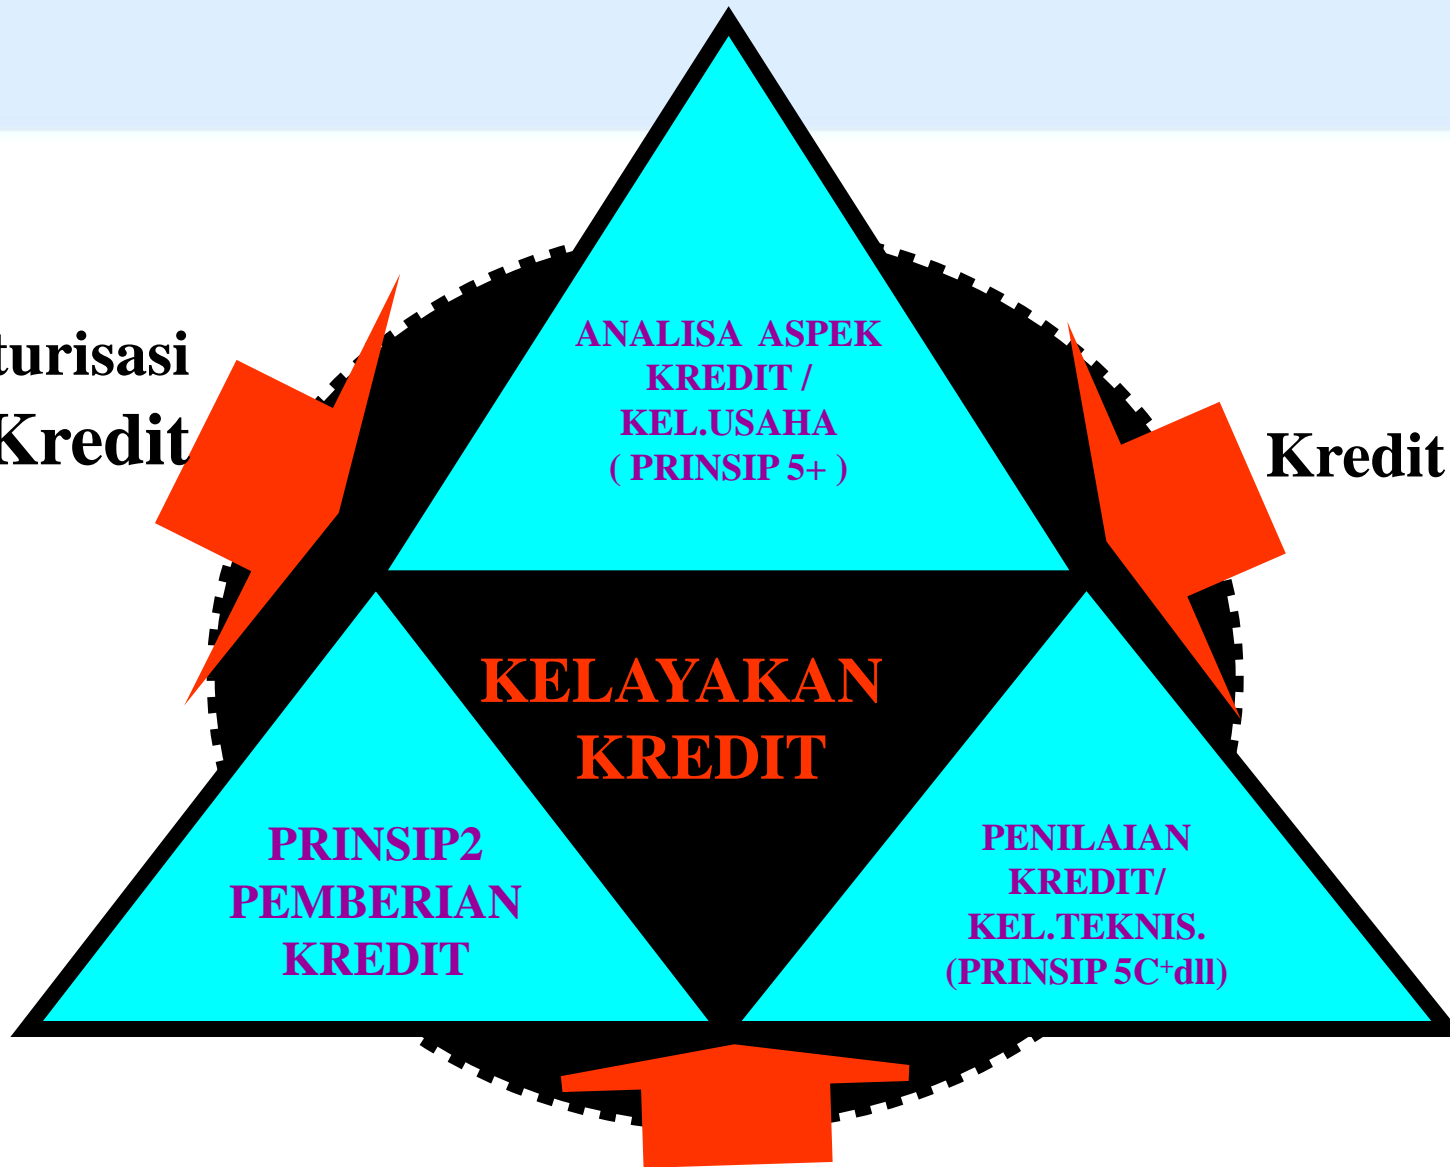 ANALISA ASPEK
KREDIT /
KEL.USAHA
( PRINSIP 5+ )
Kredit
Kredit
KELAYAKAN
KREDIT
PRINSIP2
PEMBERIAN
KREDIT
PENILAIAN
KREDIT/
KEL.TEKNIS.
(PRINSIP 5C⁺dll)